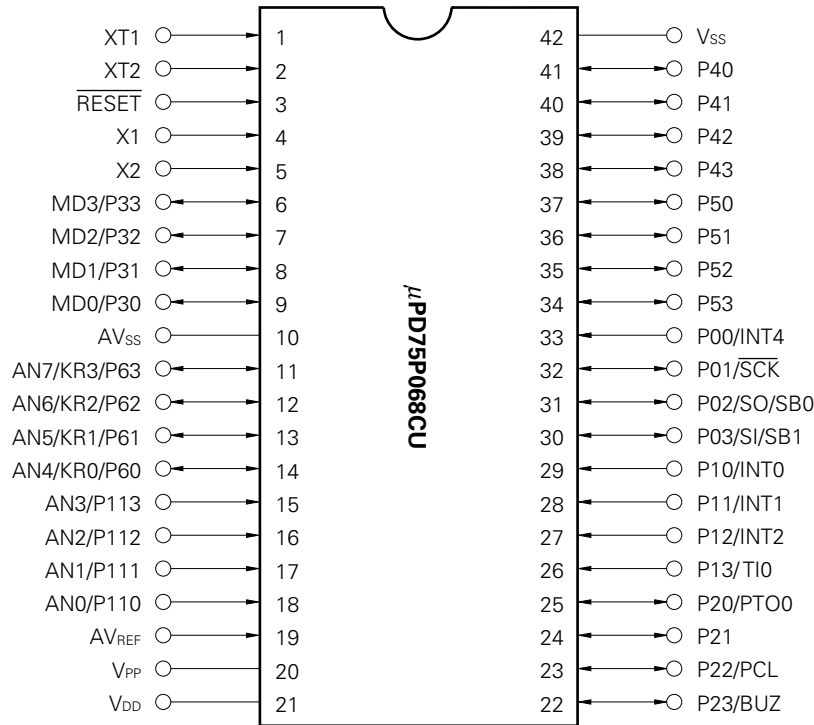 XT1 1 42 Vss
XT2 2 41 P40
RESET 3 40 P41
X1 4 39 P42
X2 5 38 P43
MD3/P33 6 37 P50
MD2/P32 7 36 P51
MD1/P31 8 35 P52
MD0/P30 9 34 P53
AVss 10 33 P00/INT4
AN7/KR3/P63 11 32 P01/SCK
AN6/KR2/P62 12 31 P02/SO/SB0
AN5/KR1/P61 13 30 P03/SI/SB1
AN4/KR0/P60 14 29 P10/INT0
AN3/P113 15 28 P11/INT1
AN2/P112 16 27 P12/INT2
AN1/P111 17 26 P13/TI0
AN0/P110 18 25 P20/PTO0
AVREF 19 24 P21
VPP 20 23 P22/PCL
VDD 21 22 P23/BUZ
μPD75P068CU